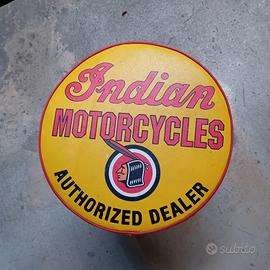 Indian
MOTORCYCLES
AUTHORIZED DEALER
subito